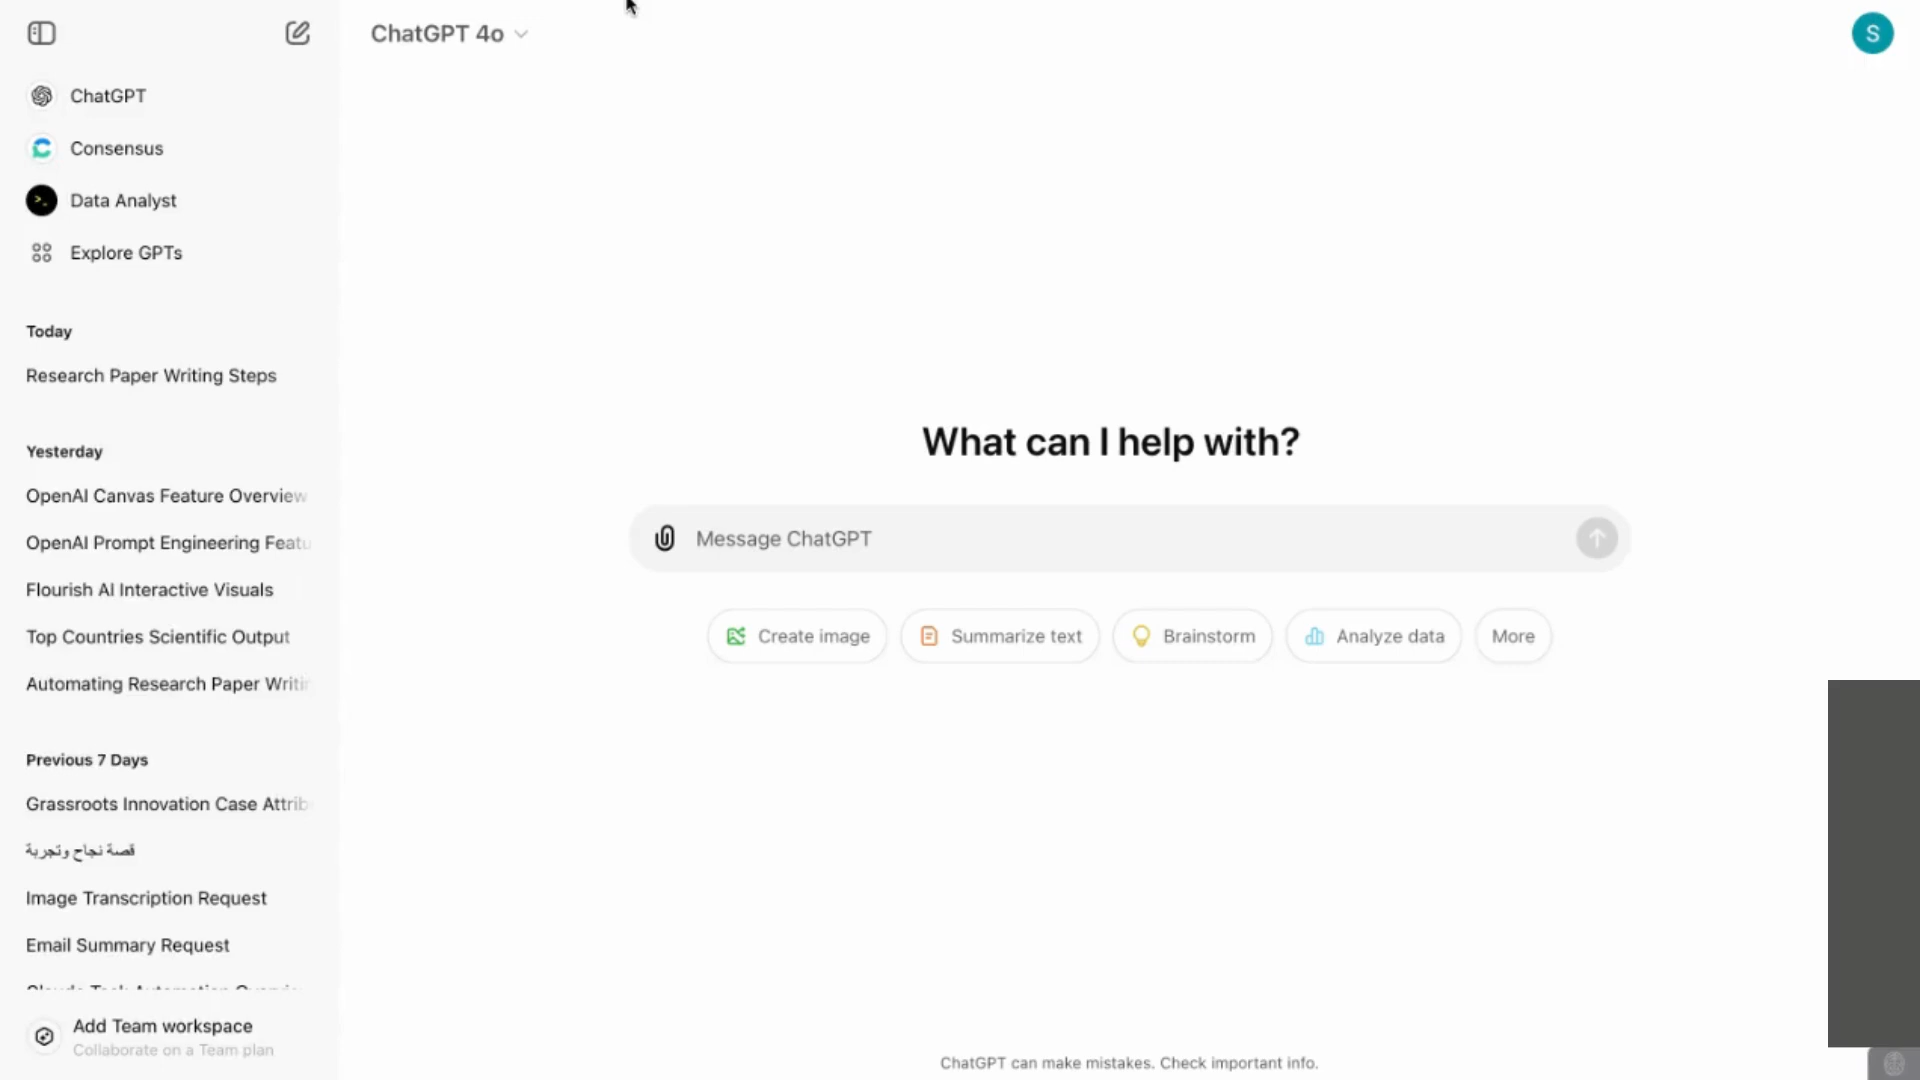 ChatGPT 4o
S
ChatGPT
Consensus
Data Analyst
Explore GPTs
Today
Research Paper Writing Steps
Yesterday
OpenAI Canvas Feature Overview
OpenAI Prompt Engineering Featu
Flourish AI Interactive Visuals
Top Countries Scientific Output
Automating Research Paper Writin
Previous 7 Days
Grassroots Innovation Case Attrib
قصة نجاح وتجربة
Image Transcription Request
Email Summary Request
Add Team workspace
Collaborate on a Team plan
What can I help with?
Message ChatGPT
Create image
Summarize text
Brainstorm
Analyze data
More
ChatGPT can make mistakes. Check important info.